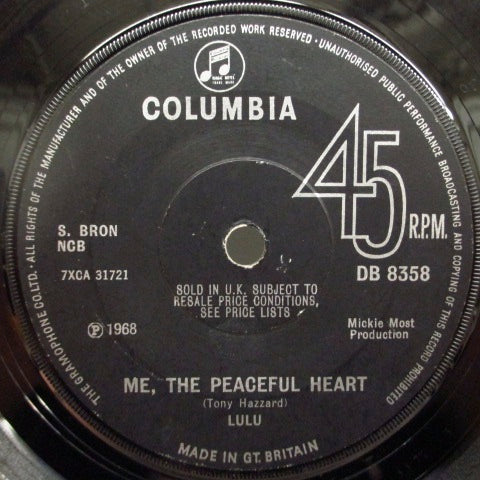 THE GRAMOPHONE CO. LTD. · ALL RIGHTS OF THE MANUFACTURER AND OF THE OWNER OF THE RECORDED WORK RESERVED · UNAUTHORISED PUBLIC PERFORMANCE BROADCASTING AND COPYING OF THIS RECORD PROHIBITED
COLUMBIA
45 R.P.M.
S. BRON
NCB
DB 8358
7XCA 31721
SOLD IN U.K. SUBJECT TO
RESALE PRICE CONDITIONS,
SEE PRICE LISTS
Ⓟ 1968
Mickie Most
Production
ME, THE PEACEFUL HEART
(Tony Hazzard)
LULU
MADE IN GT. BRITAIN